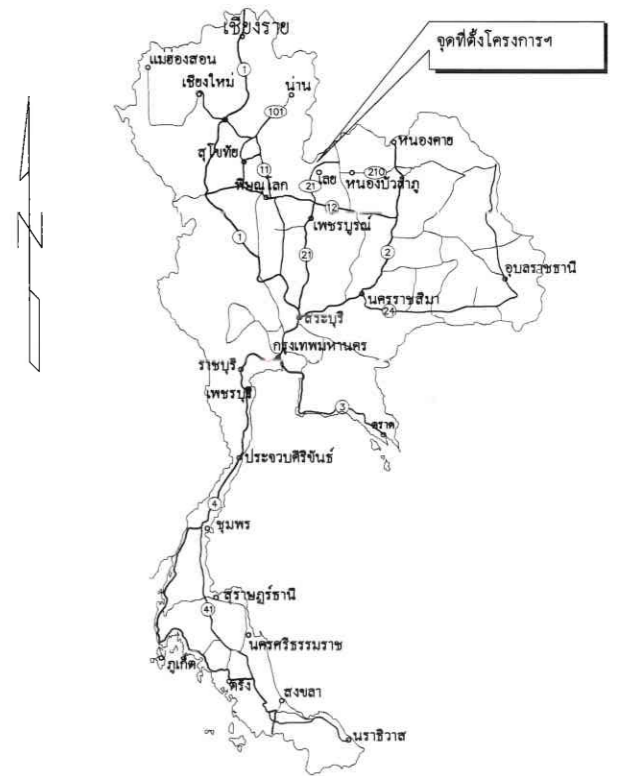 เชียงราย
จุดที่ตั้งโครงการฯ
แม่ฮ่องสอน
1
เชียงใหม่
น่าน
101
หนองคาย
สุโขทัย
11
เลย
210
21
หนองบัวลำภู
พิษณุโลก
12
เพชรบูรณ์
1
21
2
อุบลราชธานี
นครราชสีมา
24
สระบุรี
กรุงเทพมหานคร
ราชบุรี
เพชรบุรี
3
ตราด
ประจวบคิรีขันธ์
4
ชุมพร
สุราษฎร์ธานี
41
นครศรีธรรมราช
ภูเก็ต
ตรัง
สงขลา
นราธิวาส
N